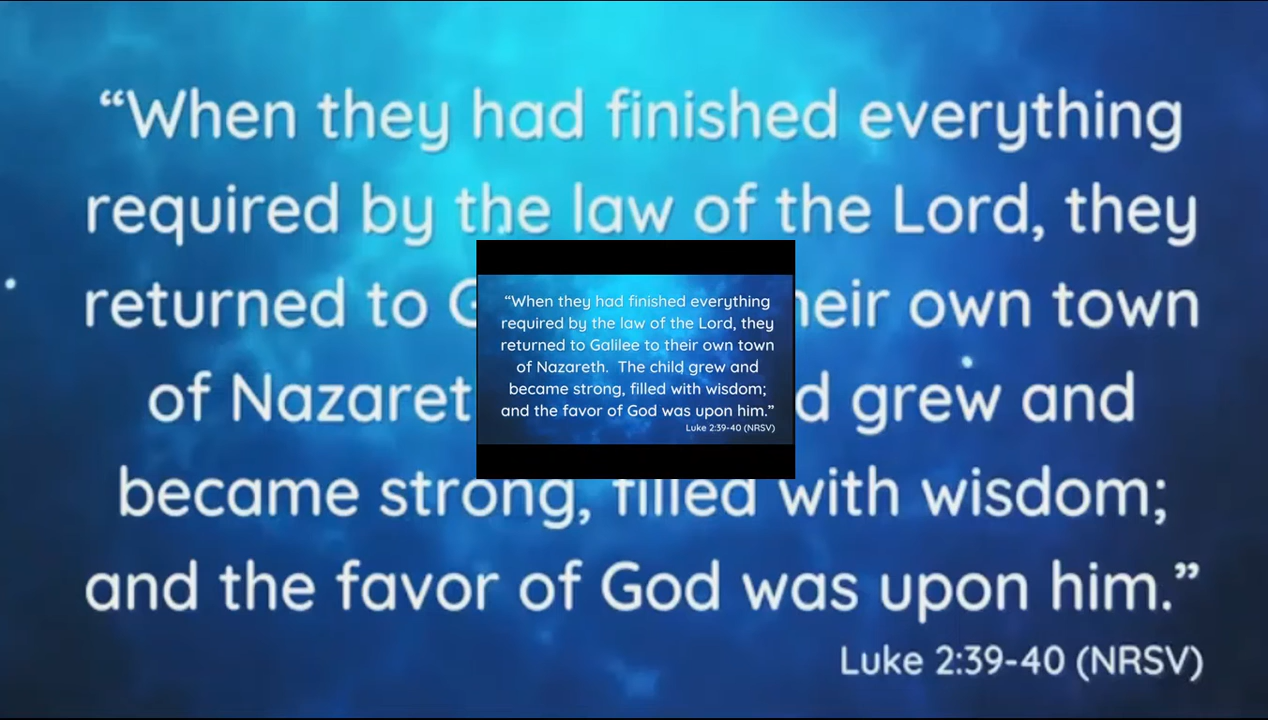 “When they had finished everything
required by the law of the Lord, they
returned to G heir own town
of Nazaret d grew and
became strong, filled with wisdom;
and the favor of God was upon him.”
Luke 2:39-40 (NRSV)
“When they had finished everything
required by the law of the Lord, they
returned to Galilee to their own town
of Nazareth. The child grew and
became strong, filled with wisdom;
and the favor of God was upon him.”
Luke 2:39-40 (NRSV)